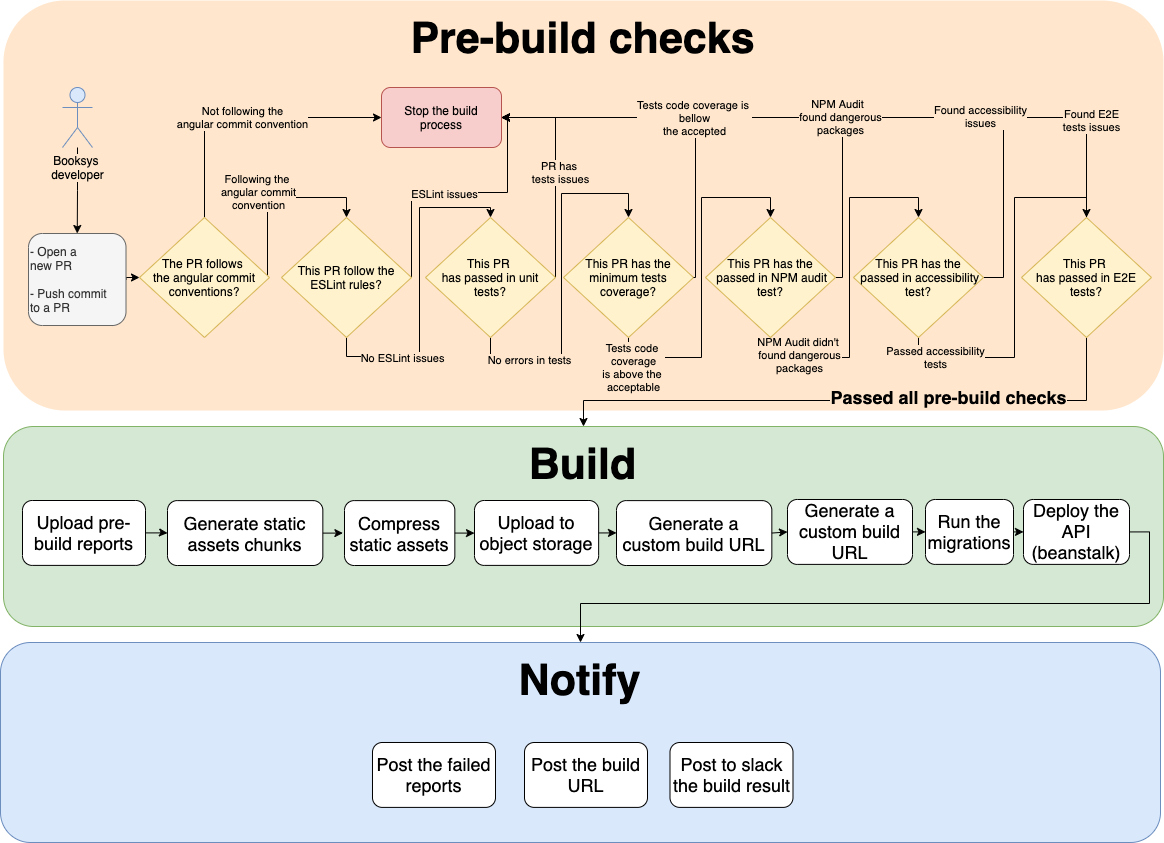 Pre-build checks
Booksys
developer
- Open a
new PR
- Push commit
to a PR
Not following the
angular commit convention
Stop the build
process
Tests code coverage is
bellow
the accepted
NPM Audit
found dangerous
packages
Found accessibility
issues
Found E2E
tests issues
Following the
angular commit
convention
ESLint issues
PR has
tests issues
The PR follows
the angular commit
conventions?
This PR follow the
ESLint rules?
This PR
has passed in unit
tests?
This PR has the
minimum tests
coverage?
This PR has the
passed in NPM audit
test?
This PR has the
passed in accessibility
test?
This PR
has passed in E2E
tests?
No ESLint issues
No errors in tests
Tests code
coverage
is above the
acceptable
NPM Audit didn't
found dangerous
packages
Passed accessibility
tests
Passed all pre-build checks
Build
Upload pre-
build reports
Generate static
assets chunks
Compress
static assets
Upload to
object storage
Generate a
custom build URL
Generate a
custom build
URL
Run the
migrations
Deploy the
API
(beanstalk)
Notify
Post the failed
reports
Post the build
URL
Post to slack
the build result